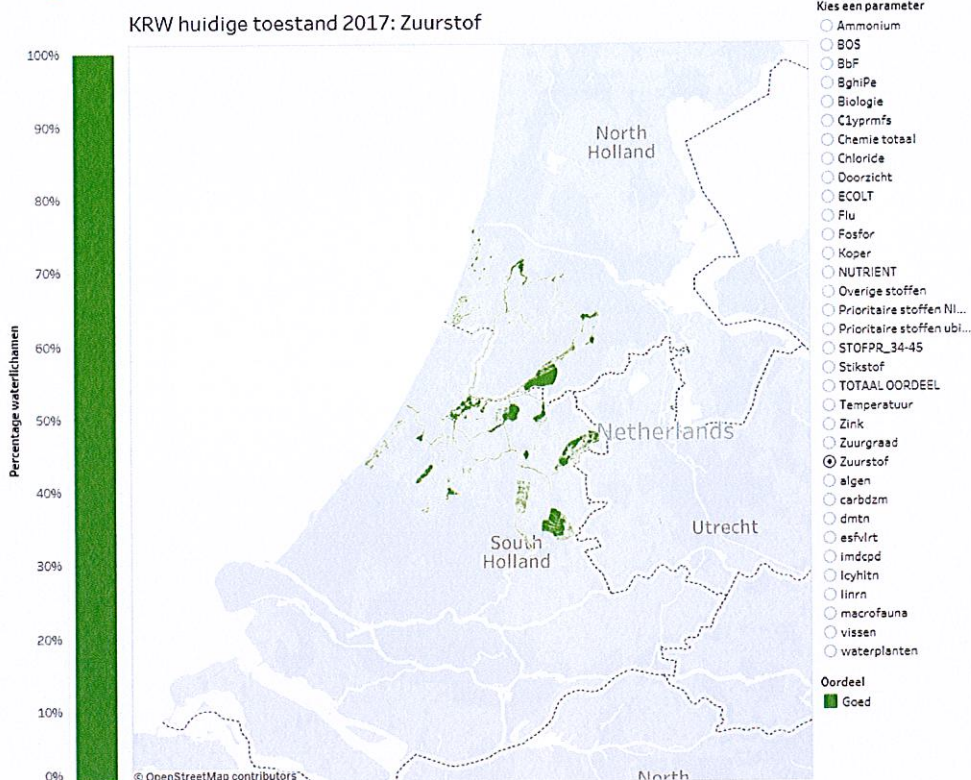 KRW huidige toestand 2017: Zuurstof
100%
90%
80%
70%
60%
50%
40%
30%
20%
10%
0%
Percentage waterlichamen
North
Holland
Netherlands
Utrecht
South
Holland
North
© OpenStreetMap contributors
Kies een parameter
Ammonium
BOS
BbF
BghiPe
Biologie
C1yprmfs
Chemie totaal
Chloride
Doorzicht
ECOLT
Flu
Fosfor
Koper
NUTRIENT
Overige stoffen
Prioritaire stoffen NI...
Prioritaire stoffen ubi...
STOFPR_34-45
Stikstof
TOTAALOORDEEL
Temperatuur
Zink
Zuurgraad
Zuurstof
algen
carbdzm
dmtn
esfvlrt
imdcpd
lcyhltn
linrn
macrofauna
vissen
waterplanten
Oordeel
Goed